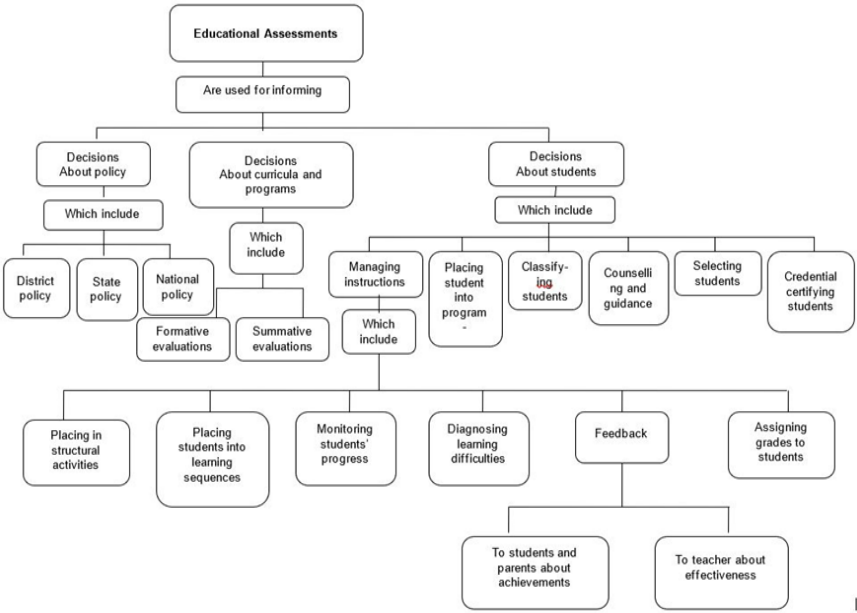 Educational Assessments
Are used for informing
Decisions
About policy
Decisions
About curricula and
programs
Decisions
About students
Which include
Which
include
Which include
District
policy
State
policy
National
policy
Formative
evaluations
Summative
evaluations
Managing
instructions
Placing
student
into
program
-
Classify-
ing
students
Counselli
ng and
guidance
Selecting
students
Credential
certifying
students
Which
include
Placing in
structural
activities
Placing
students into
learning
sequences
Monitoring
students'
progress
Diagnosing
learning
difficulties
Feedback
Assigning
grades to
students
To students and
parents about
achievements
To teacher about
effectiveness